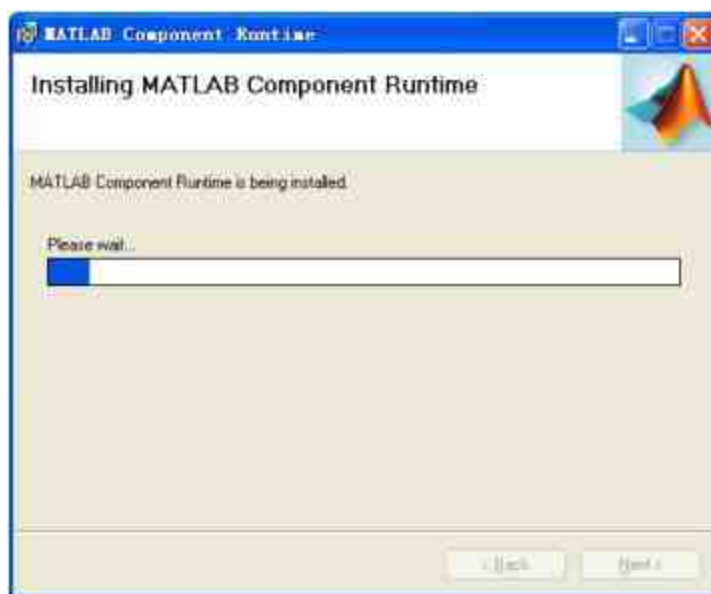 MATLAB Component Runtime
Installing MATLAB Component Runtime
MATLAB Component Runtime is being installed.
Please wait...
< Back
Next >